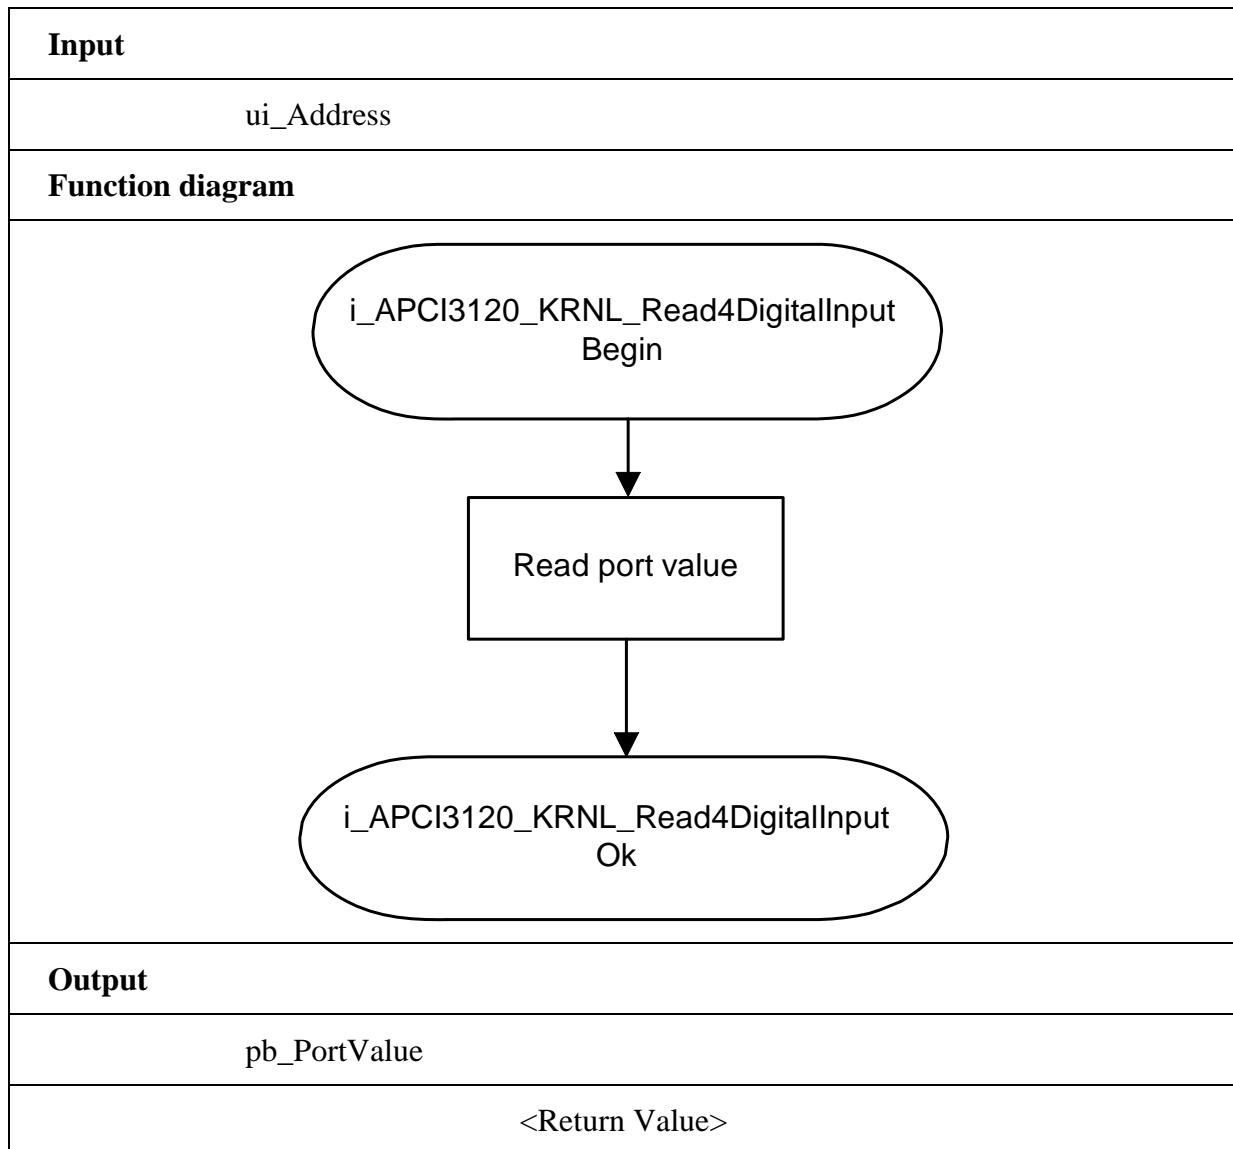 Input
ui_Address
Function diagram
i_APCI3120_KRNL_Read4DigitalInput
Begin
Read port value
i_APCI3120_KRNL_Read4DigitalInput
Ok
Output
pb_PortValue
<Return Value>